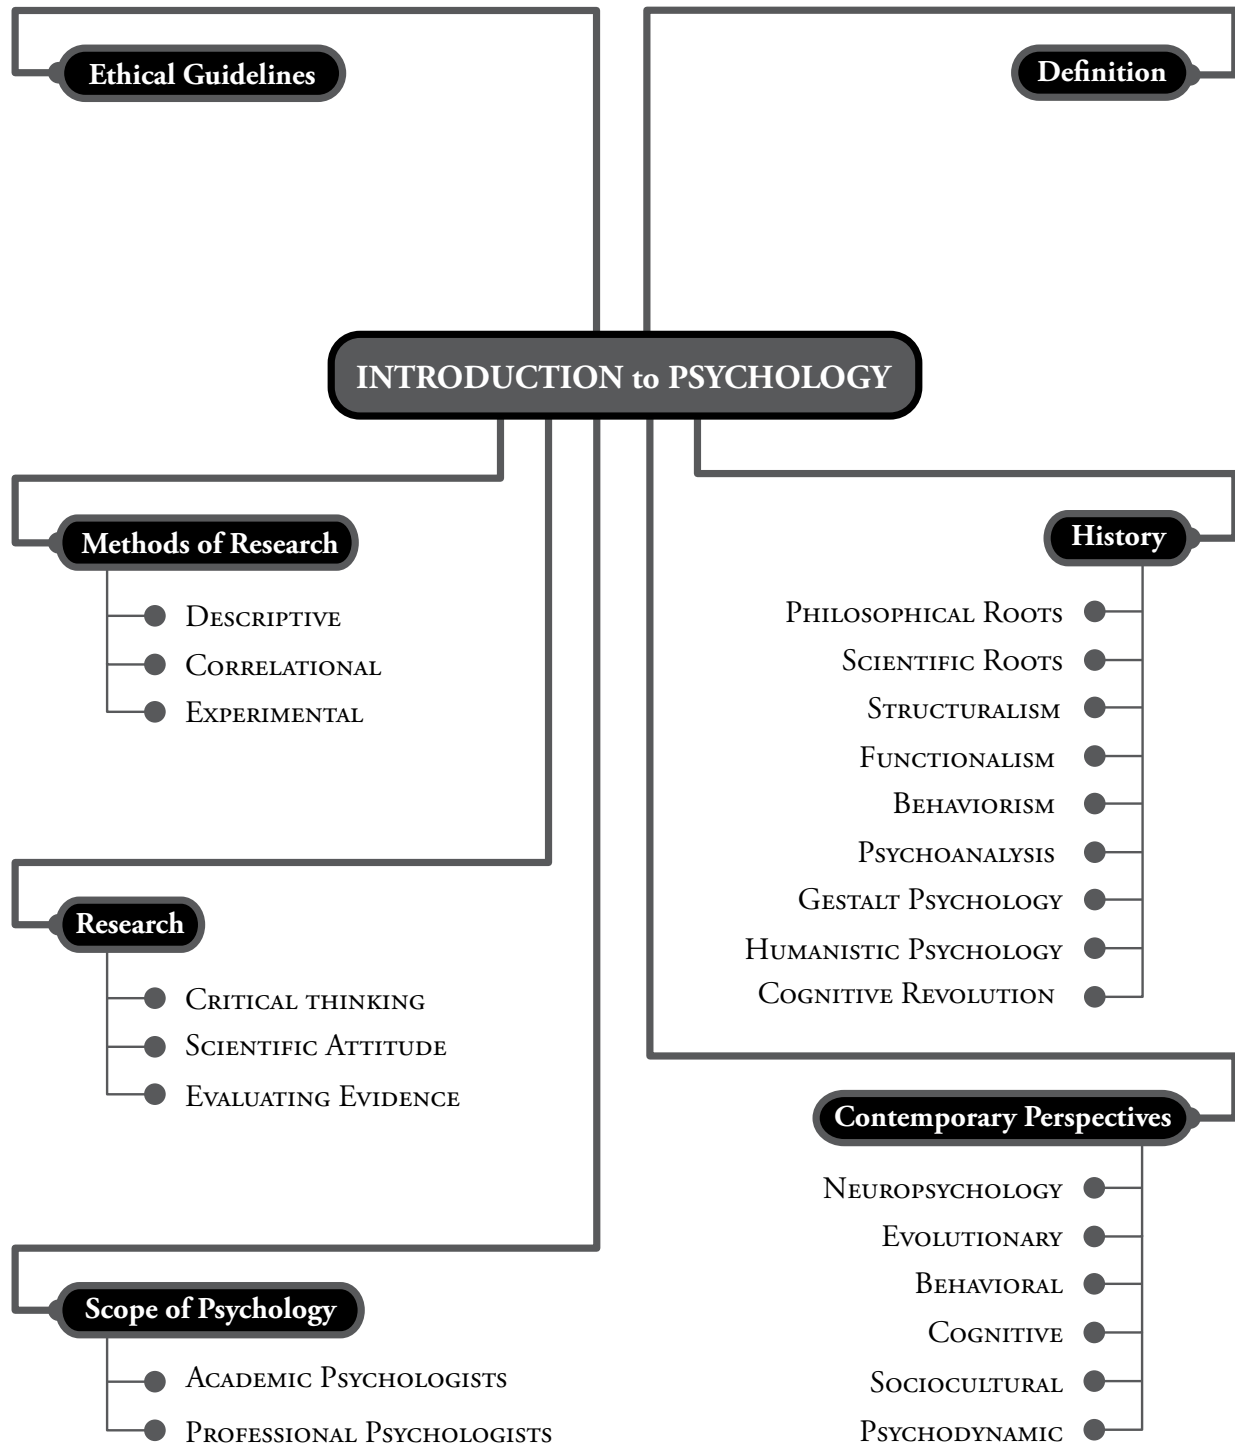 Ethical Guidelines
Definition
INTRODUCTION to PSYCHOLOGY
Methods of Research
Descriptive
Correlational
Experimental
Research
Critical thinking
Scientific Attitude
Evaluating Evidence
Scope of Psychology
Academic Psychologists
Professional Psychologists
History
Philosophical Roots
Scientific Roots
Structuralism
Functionalism
Behaviorism
Psychoanalysis
Gestalt Psychology
Humanistic Psychology
Cognitive Revolution
Contemporary Perspectives
Neuropsychology
Evolutionary
Behavioral
Cognitive
Sociocultural
Psychodynamic